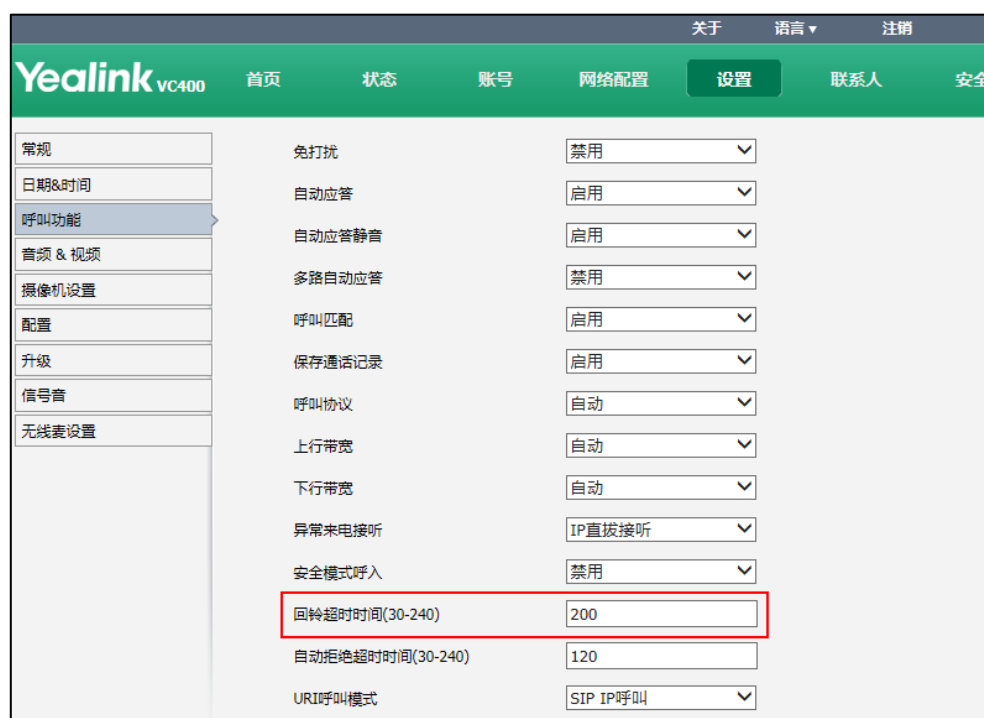 关于 语言▼ 注销
Yealink VC400 首页 状态 账号 网络配置 设置 联系人 安全
常规
日期&时间
呼叫功能
音频 & 视频
摄像机设置
配置
升级
信号音
无线麦设置
免打扰 禁用
自动应答 启用
自动应答静音 启用
多路自动应答 禁用
呼叫匹配 启用
保存通话记录 启用
呼叫协议 自动
上行带宽 自动
下行带宽 自动
异常来电接听 IP直拔接听
安全模式呼入 禁用
回铃超时时间(30-240) 200
自动拒绝超时时间(30-240) 120
URI呼叫模式 SIP IP呼叫